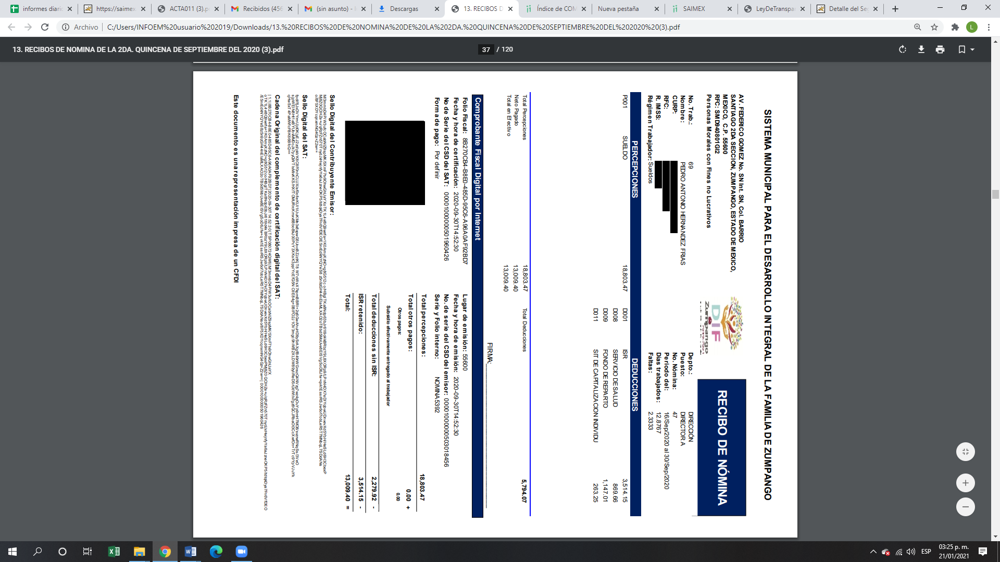 informes diari
https://saimex
ACTA011 (3).p
Recibidos (456
(sin asunto) -
Descargas
13. RECIBOS D
Índice de COM
Nueva pestaña
SAIMEX
LeyDeTranspa
Detalle del Se
Archivo
C:/Users/INFOEM%20usuario%202019/Downloads/13.%20RECIBOS%20DE%20NOMINA%20DE%20LA%202DA.%20QUINCENA%20DE%20SEPTIEMBRE%20DEL%202020%20(3).pdf
L
13. RECIBOS DE NOMINA DE LA 2DA. QUINCENA DE SEPTIEMBRE DEL 2020 (3).pdf
37 / 120
SISTEMA MUNICIPAL PARA EL DESARROLLO INTEGRAL DE LA FAMILIA DE ZUMPANGO
AV. FEDERICO GOMEZ No. SN Int. SN, Col. BARRIO
SANTIAGO 2DA SECCION, ZUMPANGO, ESTADO DE MEXICO,
MEXICO, C.P. 55600
RFC: SMD940801GI2
Personas Morales con Fines no Lucrativos
DIF
Zumpango
RECIBO DE NÓMINA
No. Trab.: 69
Nombre: PEDRO ANTONIO HERNANDEZ FRIAS
CURP:
RFC:
R. IMSS:
Régimen Trabajador: Sueldos
Depto.: DIRECCIÓN
Puesto: DIRECTOR A
No. Nómina: 47
Periodo del: 16/Sep/2020 al 30/Sep/2020
Días trabajados: 12.8767
Faltas: 2.3333
PERCEPCIONES DEDUCCIONES
P001 SUELDO 18,803.47 D001 ISR 3,514.15
D008 SERVICIO DE SALUD 869.66
D009 FONDO DE REPARTO 1,147.01
D011 SIT DE CAPITALIZACION INDIVIDU 263.25
Total Percepciones 18,803.47 Total Deducciones 5,794.07
Neto Pagado 13,009.40
Total en Efectivo 13,009.40
FIRMA:
Comprobante Fiscal Digital por Internet
Folio Fiscal: 8B270CB4-B8E0-485D-95C6-A96A0AF92BD7 Lugar de emisión: 55600
Fecha y hora de certificación: 2020-09-30T14:52:30 Fecha y hora de emisión: 2020-09-30T14:52:30
No de Serie del CSD del SAT: 00001000000501960426 No. de serie del CSD del emisor: 00001000000503018456
Forma de pago: Por definir Serie y Folio interno: NOMINA 5392
Total percepciones: 18,803.47
Total otros pagos: 0.00 +
Otros pagos:
Subsidio efectivamente entregado al trabajador 0.00
Total deducciones sin ISR: 2,279.92 -
ISR retenido: 3,514.15 -
Total: 13,009.40 =
Sello Digital del Contribuyente Emisor:
Sello Digital del SAT:
Cadena Original del complemento de certificación digital del SAT:
Este documento es una representación impresa de un CFDI
ESP
03:25 p. m.
21/01/2021